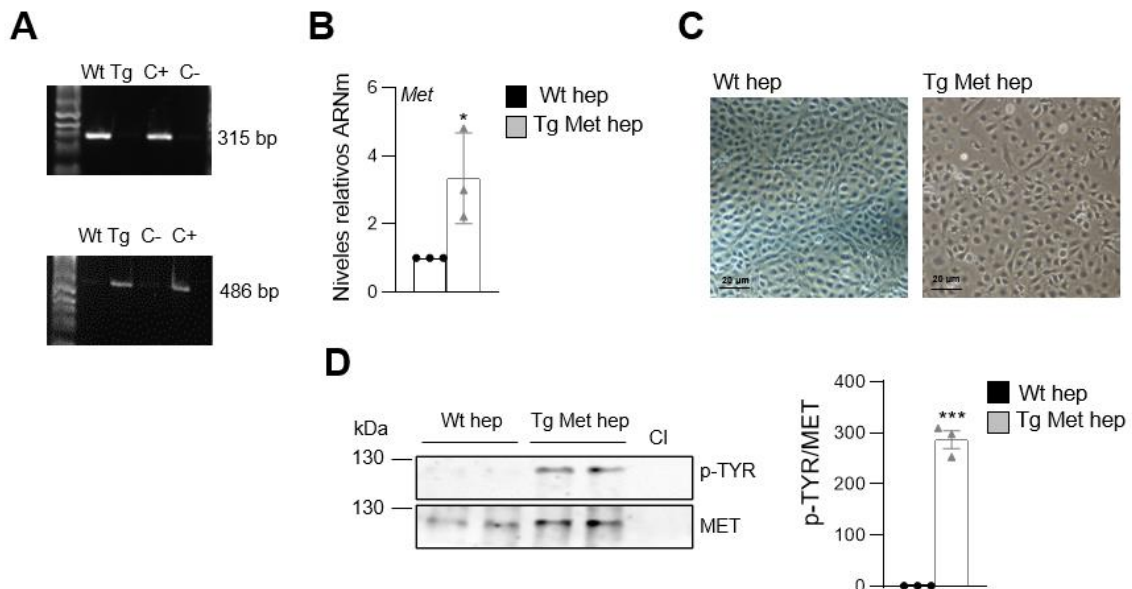 A
Wt Tg C+ C-
315 bp
Wt Tg C- C+
486 bp
B
Niveles relativos ARNm
6
4
2
0
Met
*
Wt hep
Tg Met hep
C
Wt hep
Tg Met hep
20 µm
20 µm
D
kDa
Wt hep
Tg Met hep
CI
130
p-TYR
130
MET
p-TYR/MET
400
300
200
100
0
***
Wt hep
Tg Met hep